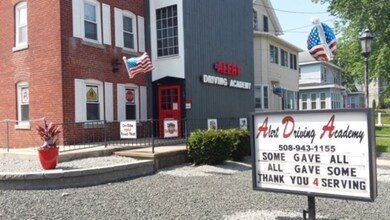 ALERT
DRIVING ACADEMY
Alert Driving Academy
508-943-1155
SOME GAVE ALL
ALL GAVE SOME
THANK YOU 4 SERVING